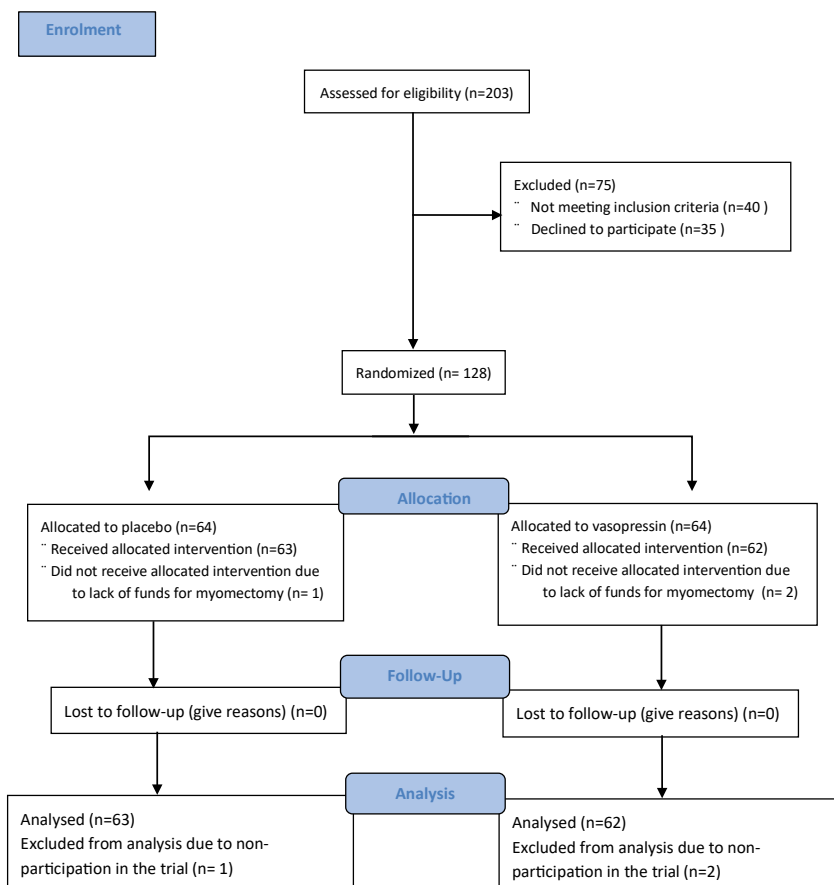 Enrolment
Assessed for eligibility (n=203)
Excluded (n=75)
¨ Not meeting inclusion criteria (n=40 )
¨ Declined to participate (n=35 )
Randomized (n= 128)
Allocation
Allocated to placebo (n=64)
¨ Received allocated intervention (n=63)
¨ Did not receive allocated intervention due
to lack of funds for myomectomy (n= 1)
Allocated to vasopressin (n=64)
¨ Received allocated intervention (n=62)
¨ Did not receive allocated intervention due
to lack of funds for myomectomy (n= 2)
Follow-Up
Lost to follow-up (give reasons) (n=0)
Lost to follow-up (give reasons) (n=0)
Analysis
Analysed (n=63)
Excluded from analysis due to non-
participation in the trial (n= 1)
Analysed (n=62)
Excluded from analysis due to non-
participation in the trial (n=2)